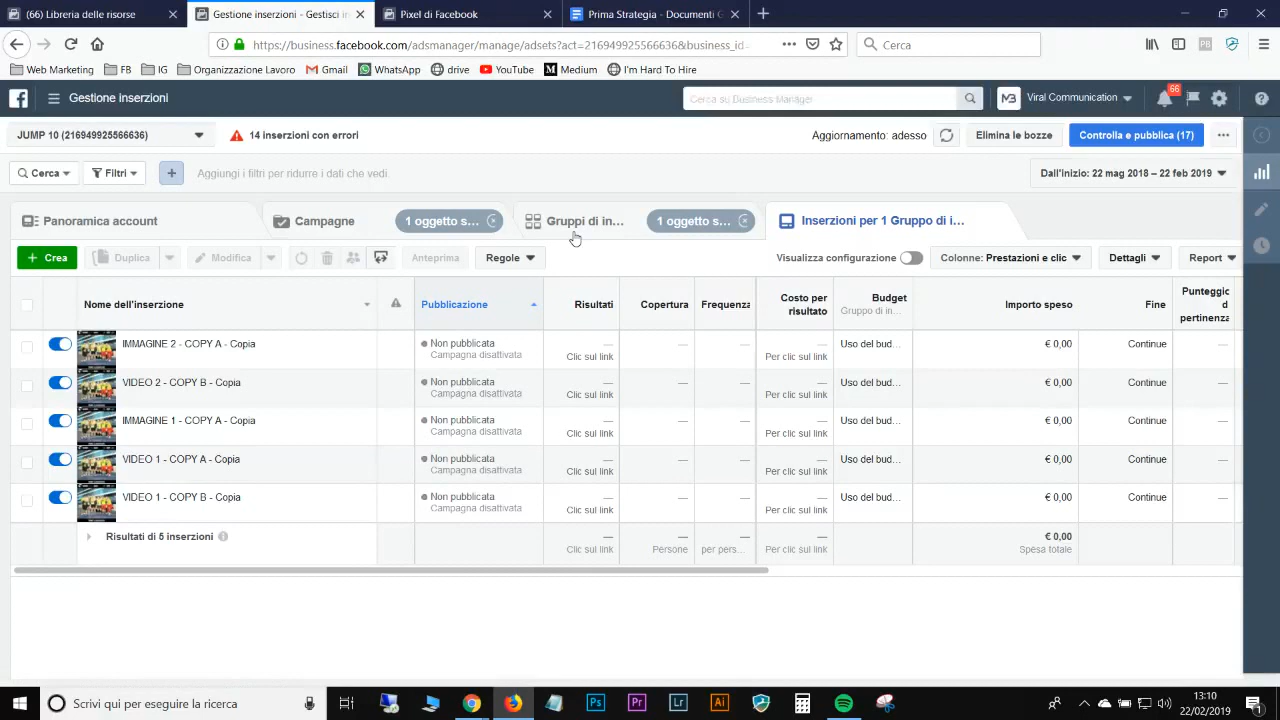 (66) Libreria delle risorse
Gestione inserzioni - Gestisci in
Pixel di Facebook
Prima Strategia - Documenti G
https://business.facebook.com/adsmanager/manage/adsets?act=216949925566636&business_id
Cerca
Web Marketing
FB
IG
Organizzazione Lavoro
Gmail
WhatsApp
drive
YouTube
Medium
I'm Hard To Hire
Gestione inserzioni
Cerca su Business Manager
Viral Communication
66
JUMP 10 (216949925566636)
14 inserzioni con errori
Aggiornamento: adesso
Elimina le bozze
Controlla e pubblica (17)
Cerca
Filtri
Aggiungi i filtri per ridurre i dati che vedi.
Dall'inizio: 22 mag 2018 – 22 feb 2019
Panoramica account
Campagne
1 oggetto s...
Gruppi di in...
1 oggetto s...
Inserzioni per 1 Gruppo di i...
+ Crea
Duplica
Modifica
Anteprima
Regole
Visualizza configurazione
Colonne: Prestazioni e clic
Dettagli
Report
Nome dell'inserzione
Pubblicazione
Risultati
Copertura
Frequenza
Costo per risultato
Budget
Gruppo di in...
Importo speso
Fine
Punteggio d pertinenza
IMMAGINE 2 - COPY A - Copia
Non pubblicata
Campagna disattivata
—
Clic sul link
—
—
—
Per clic sul link
Uso del bud...
€ 0,00
Continue
—
VIDEO 2 - COPY B - Copia
Non pubblicata
Campagna disattivata
—
Clic sul link
—
—
—
Per clic sul link
Uso del bud...
€ 0,00
Continue
—
IMMAGINE 1 - COPY A - Copia
Non pubblicata
Campagna disattivata
—
Clic sul link
—
—
—
Per clic sul link
Uso del bud...
€ 0,00
Continue
—
VIDEO 1 - COPY A - Copia
Non pubblicata
Campagna disattivata
—
Clic sul link
—
—
—
Per clic sul link
Uso del bud...
€ 0,00
Continue
—
VIDEO 1 - COPY B - Copia
Non pubblicata
Campagna disattivata
—
Clic sul link
—
—
—
Per clic sul link
Uso del bud...
€ 0,00
Continue
—
Risultati di 5 inserzioni
—
Clic sul link
—
Persone
—
per pers...
—
Per clic sul link
€ 0,00
Spesa totale
Scrivi qui per eseguire la ricerca
Ps
Pr
Lr
Ai
13:10
22/02/2019